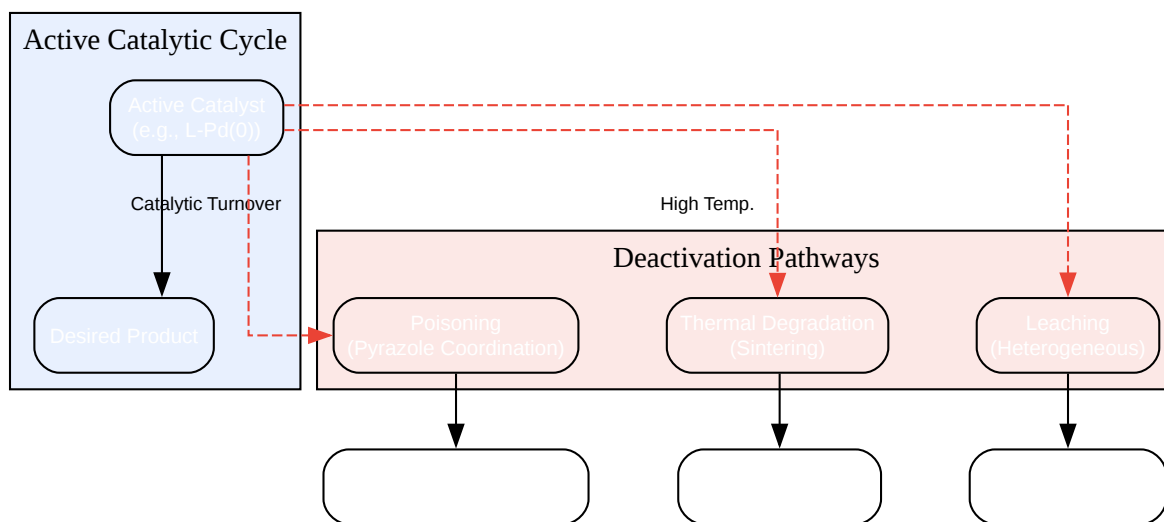 Active Catalytic Cycle
Active Catalyst
(e.g., L-Pd(0))
Catalytic Turnover
High Temp.
Deactivation Pathways
Desired Product
Poisoning
(Pyrazole Coordination)
Thermal Degradation
(Sintering)
Leaching
(Heterogeneous)